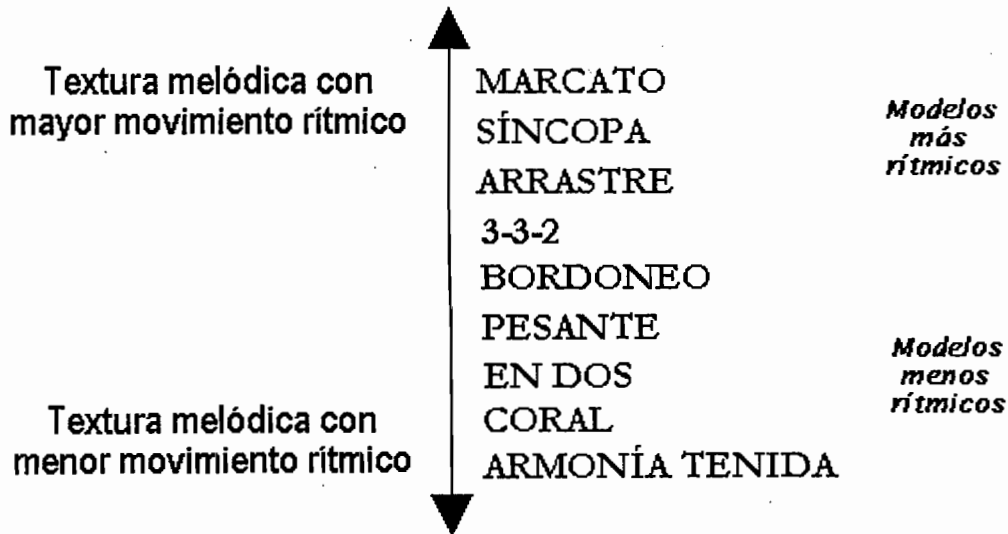 Textura melódica con
mayor movimiento rítmico
MARCATO
SÍNCOPA
ARRASTRE
3-3-2
BORDONEO
PESANTE
EN DOS
CORAL
ARMONÍA TENIDA
Modelos
más
rítmicos
Modelos
menos
rítmicos
Textura melódica con
menor movimiento rítmico